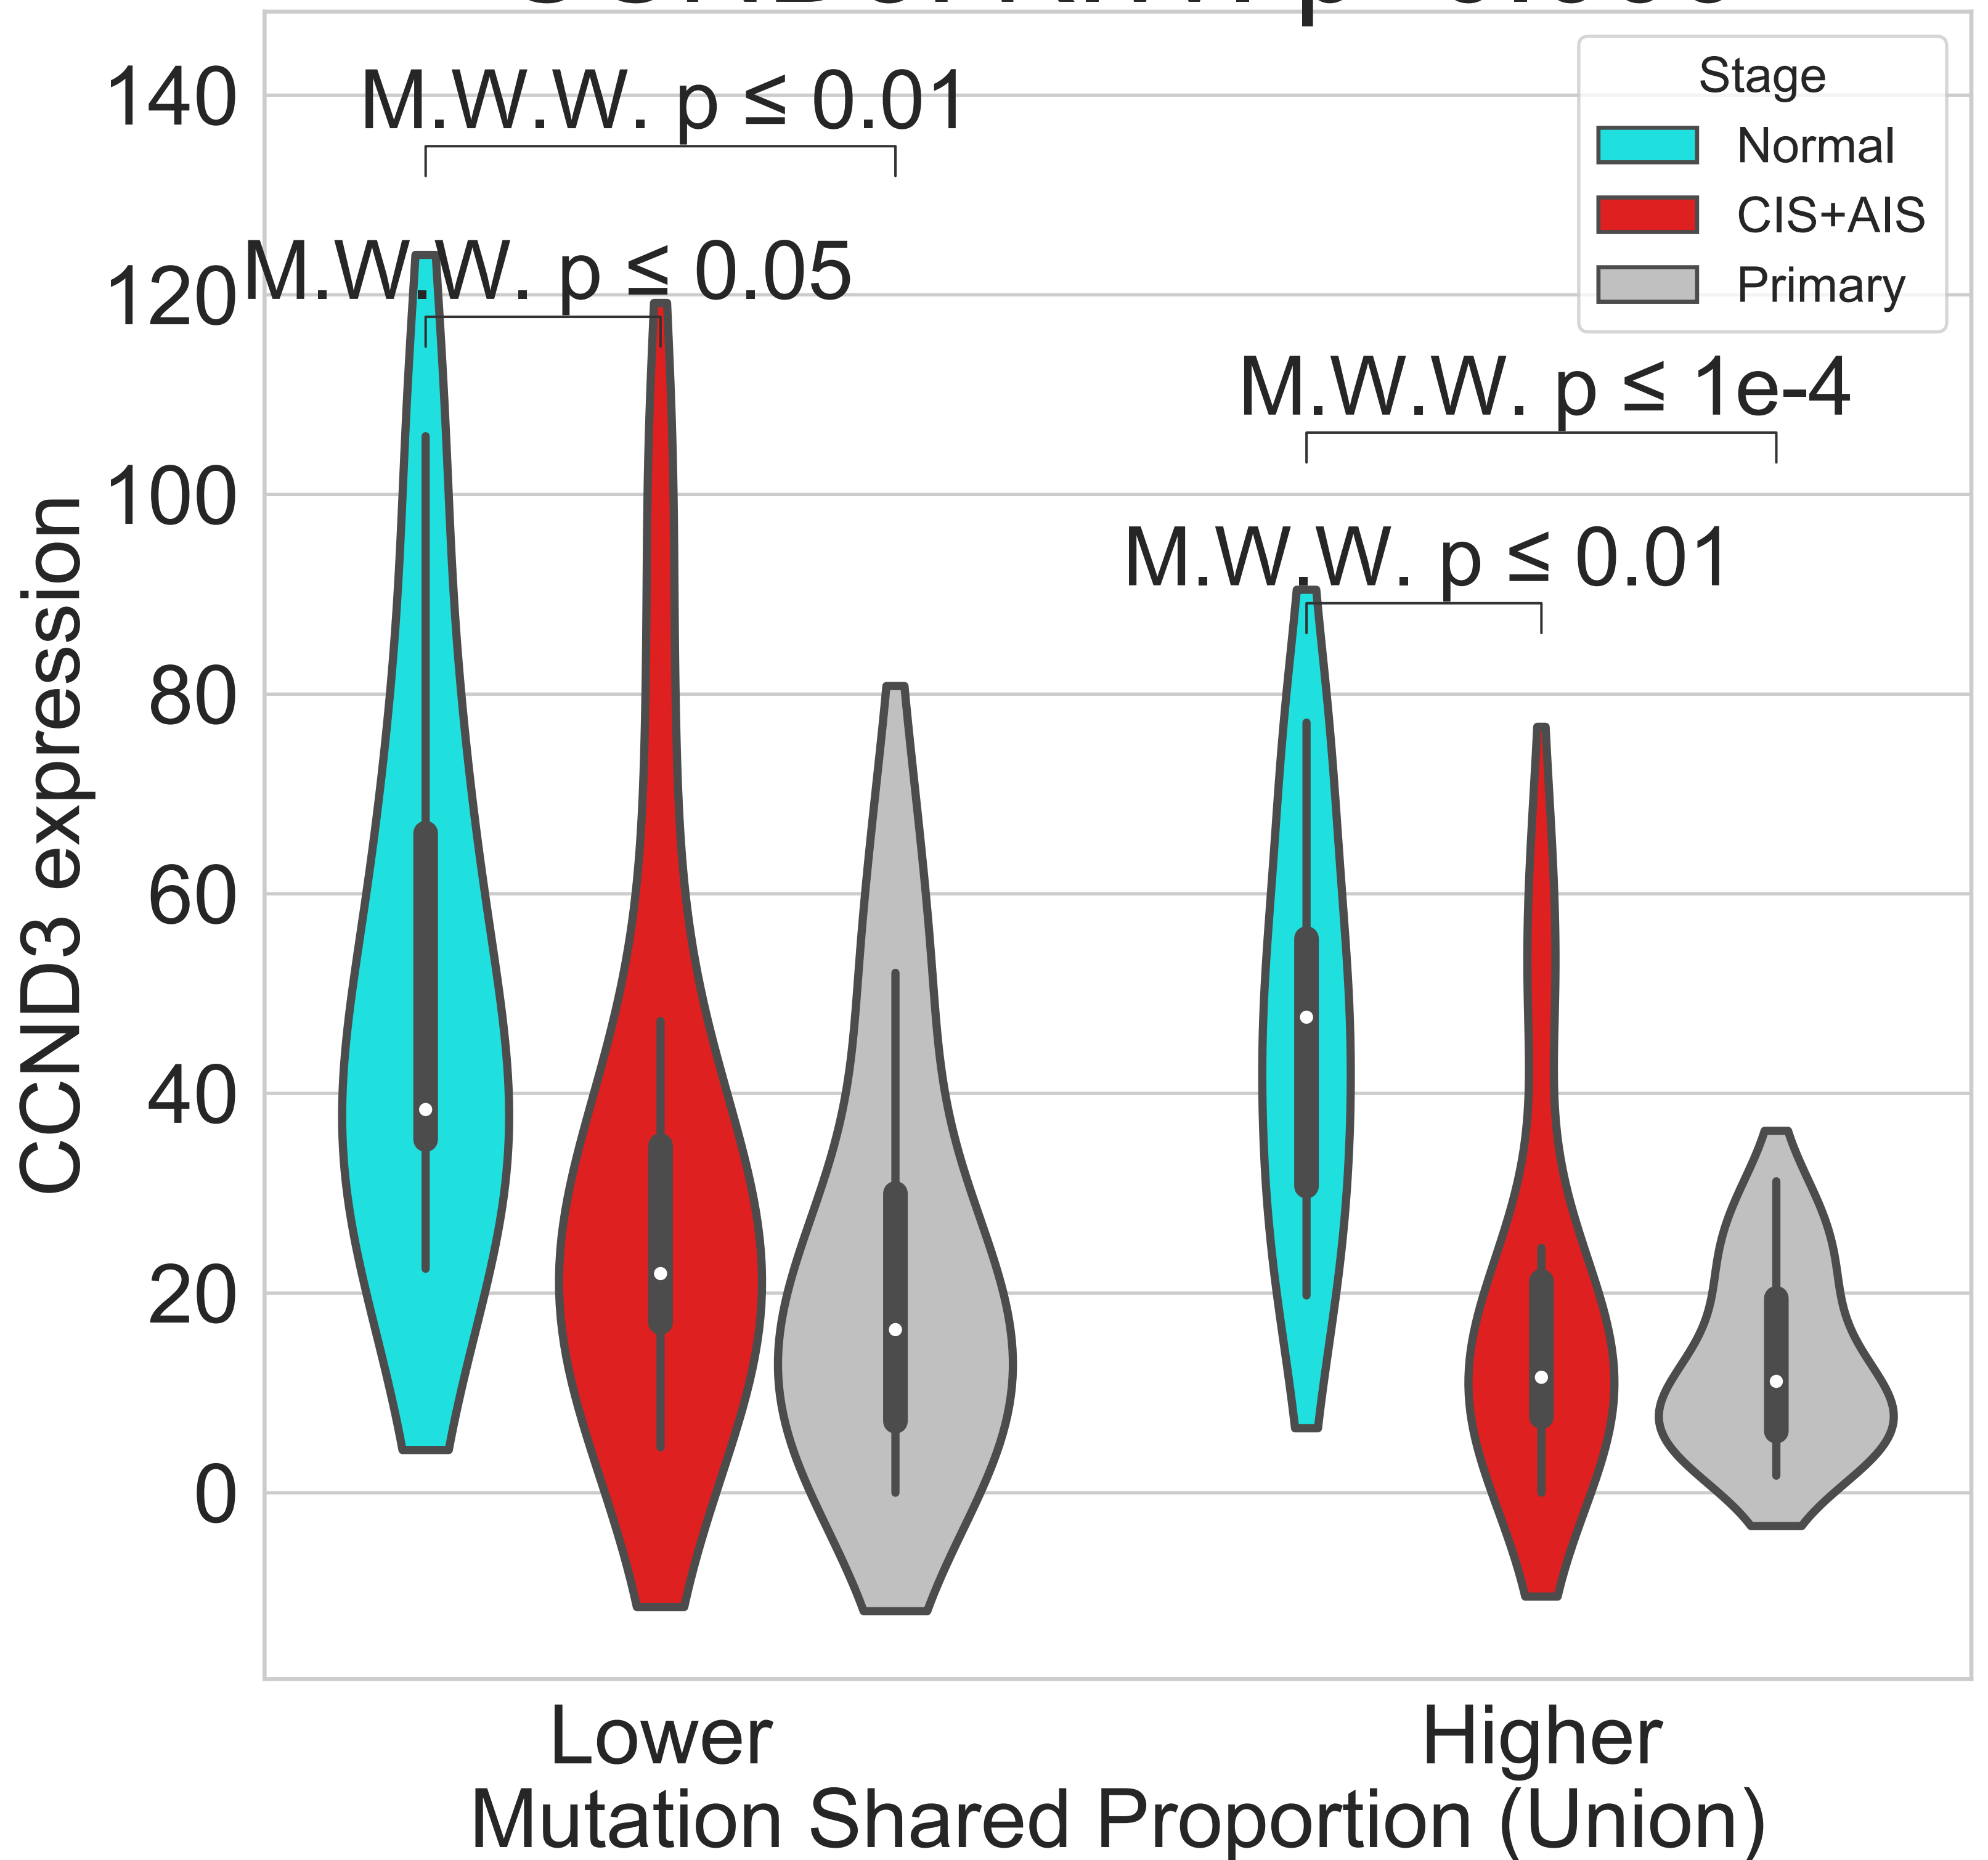 140
120
100
80
60
40
20
0
CCND3 expression
M.W.W. p ≤ 0.01
M.W.W. p ≤ 0.05
M.W.W. p ≤ 1e-4
M.W.W. p ≤ 0.01
Stage
Normal
CIS+AIS
Primary
Lower
Higher
Mutation Shared Proportion (Union)